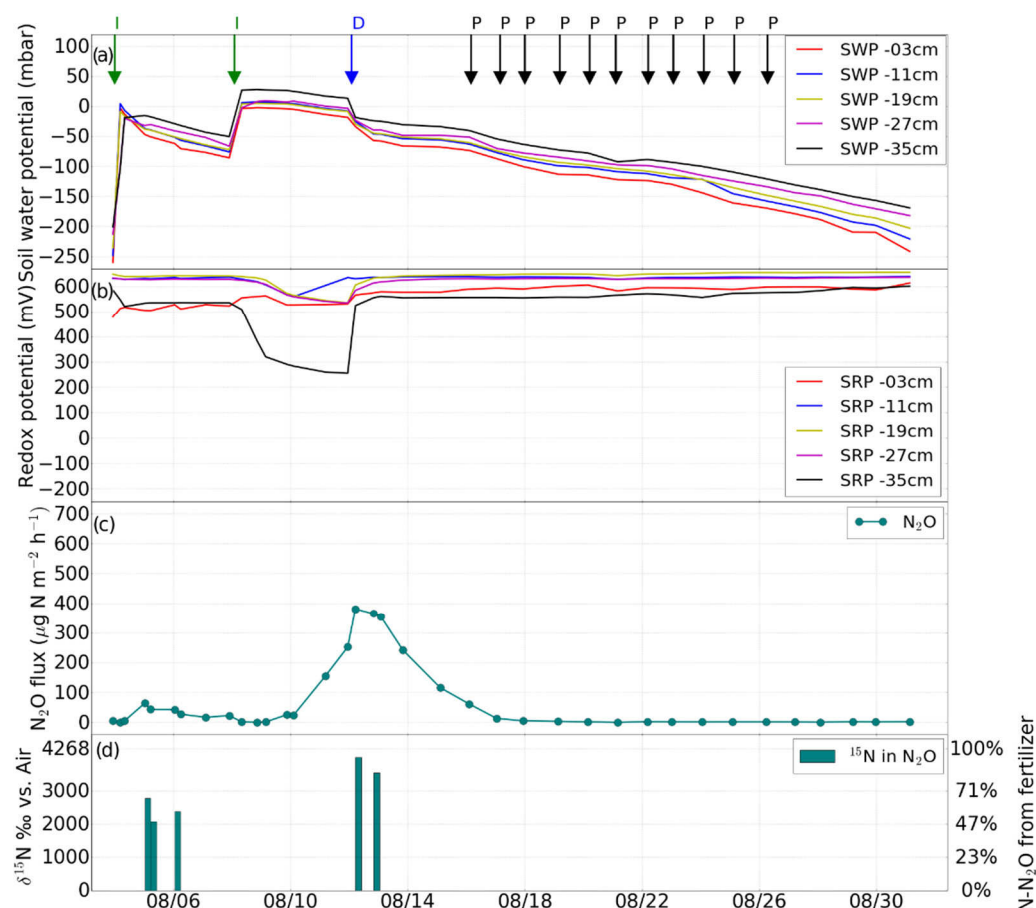 I I D P P P P P P P P P P P
(a)
Soil water potential (mbar)
100
50
0
−50
−100
−150
−200
−250
SWP -03cm
SWP -11cm
SWP -19cm
SWP -27cm
SWP -35cm
(b)
Redox potential (mV)
600
500
400
300
200
100
0
−100
−200
SRP -03cm
SRP -11cm
SRP -19cm
SRP -27cm
SRP -35cm
(c)
N₂O flux (μg N m⁻² h⁻¹)
700
600
500
400
300
200
100
0
N₂O
(d)
δ¹⁵N ‰ vs. Air
4268
3000
2000
1000
0
¹⁵N in N₂O
100%
71%
47%
23%
0%
N-N₂O from fertilizer
08/06 08/10 08/14 08/18 08/22 08/26 08/30